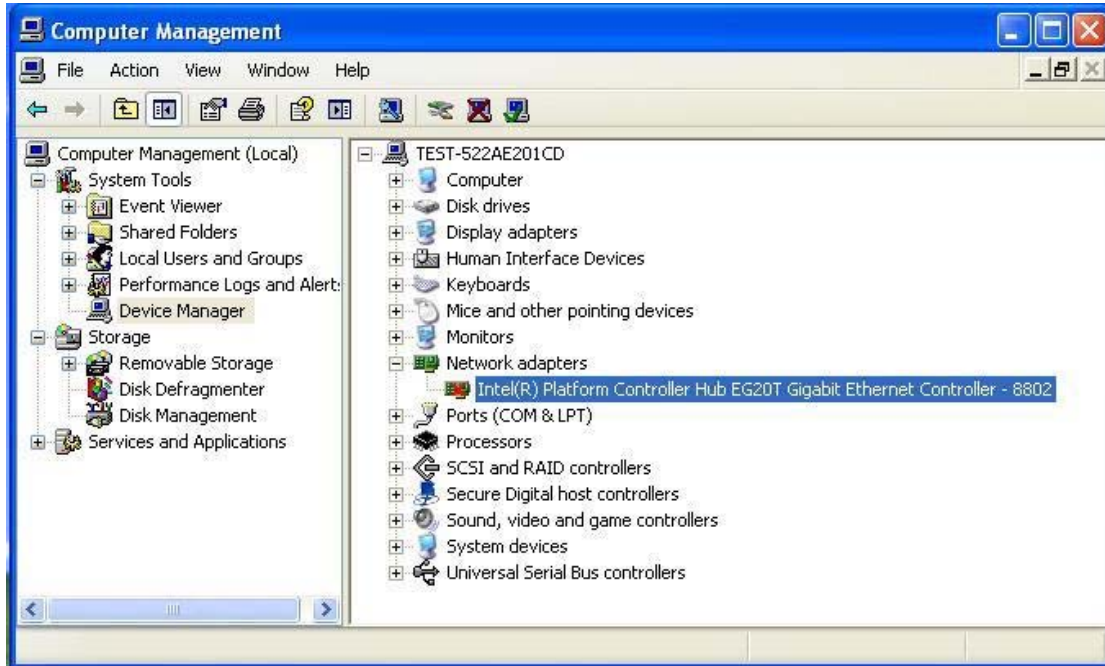 Computer Management
File Action View Window Help
Computer Management (Local)
System Tools
Event Viewer
Shared Folders
Local Users and Groups
Performance Logs and Alert
Device Manager
Storage
Removable Storage
Disk Defragmenter
Disk Management
Services and Applications
TEST-522AE201CD
Computer
Disk drives
Display adapters
Human Interface Devices
Keyboards
Mice and other pointing devices
Monitors
Network adapters
Intel(R) Platform Controller Hub EG20T Gigabit Ethernet Controller - 8802
Ports (COM & LPT)
Processors
SCSI and RAID controllers
Secure Digital host controllers
Sound, video and game controllers
System devices
Universal Serial Bus controllers